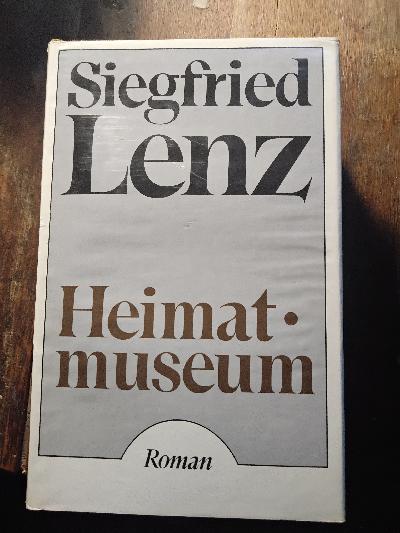 Siegfried
Lenz
Heimat·
museum
Roman